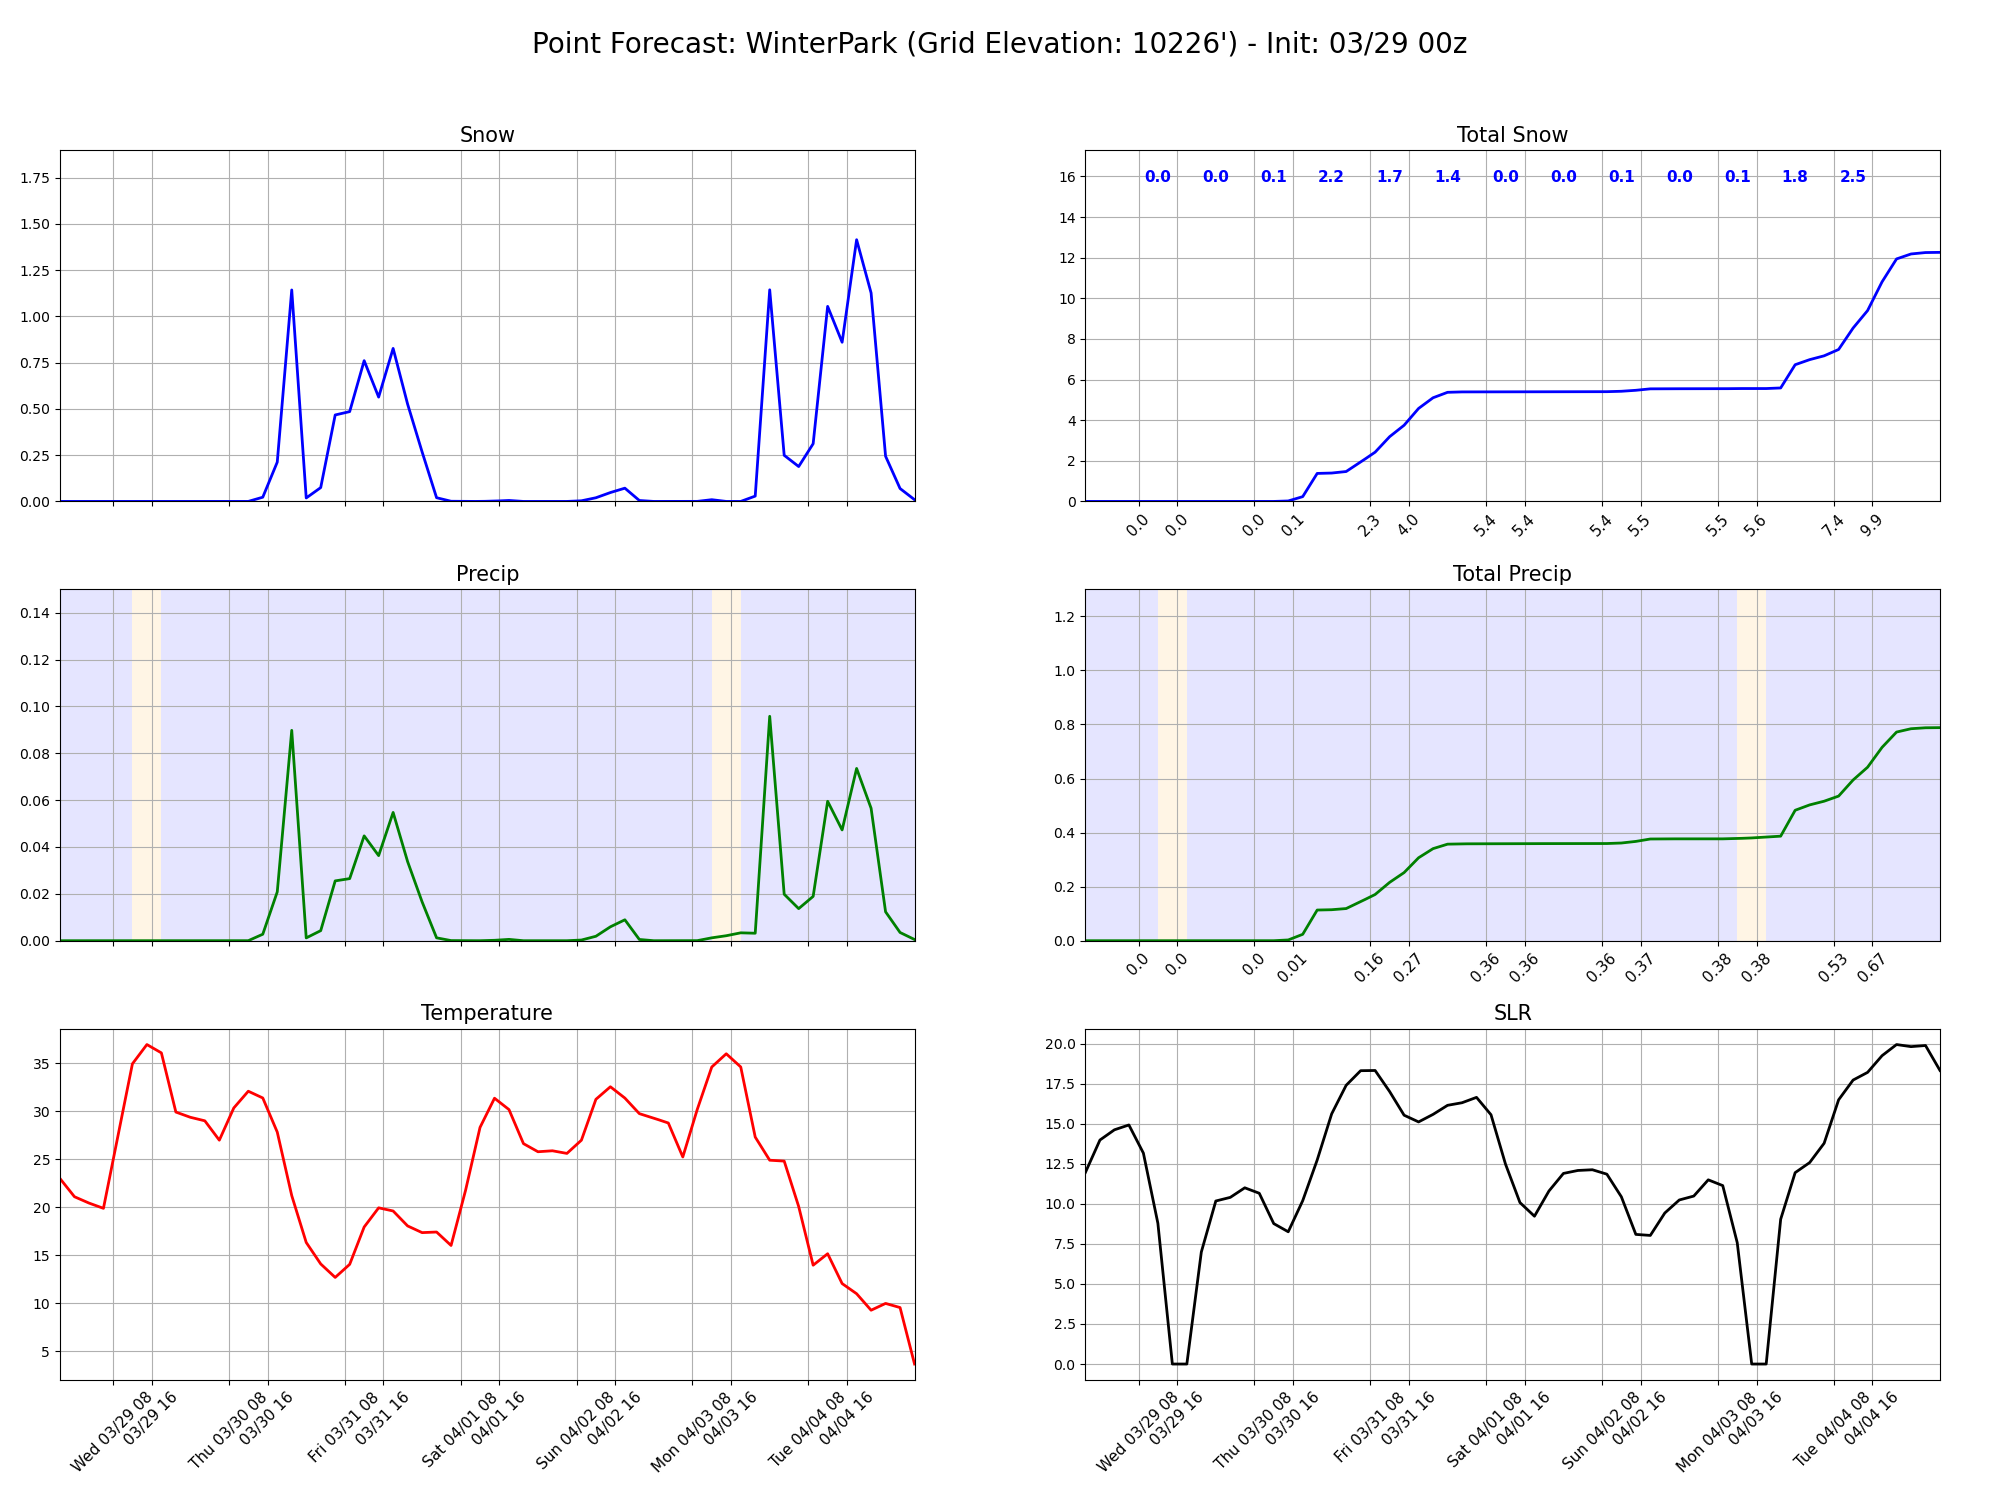 Point Forecast: WinterPark (Grid Elevation: 10226') - Init: 03/29 00z
Snow
1.75
1.50
1.25
1.00
0.75
0.50
0.25
0.00
Total Snow
0.0 0.0 0.1 2.2 1.7 1.4 0.0 0.0 0.1 0.0 0.1 1.8 2.5
16
14
12
10
8
6
4
2
0
0.0 0.0 0.0 0.1 2.3 4.0 5.4 5.4 5.4 5.5 5.5 5.6 7.4 9.9
Precip
0.14
0.12
0.10
0.08
0.06
0.04
0.02
0.00
Total Precip
1.2
1.0
0.8
0.6
0.4
0.2
0.0
0.0 0.0 0.0 0.01 0.16 0.27 0.36 0.36 0.36 0.37 0.38 0.38 0.53 0.67
Temperature
35
30
25
20
15
10
5
Wed 03/29 08
03/29 16
Thu 03/30 08
03/30 16
Fri 03/31 08
03/31 16
Sat 04/01 08
04/01 16
Sun 04/02 08
04/02 16
Mon 04/03 08
04/03 16
Tue 04/04 08
04/04 16
SLR
20.0
17.5
15.0
12.5
10.0
7.5
5.0
2.5
0.0
Wed 03/29 08
03/29 16
Thu 03/30 08
03/30 16
Fri 03/31 08
03/31 16
Sat 04/01 08
04/01 16
Sun 04/02 08
04/02 16
Mon 04/03 08
04/03 16
Tue 04/04 08
04/04 16